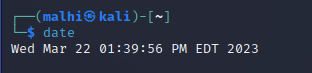 ┌──(malhi㉿kali)-[~]
└─$ date
Wed Mar 22 01:39:56 PM EDT 2023